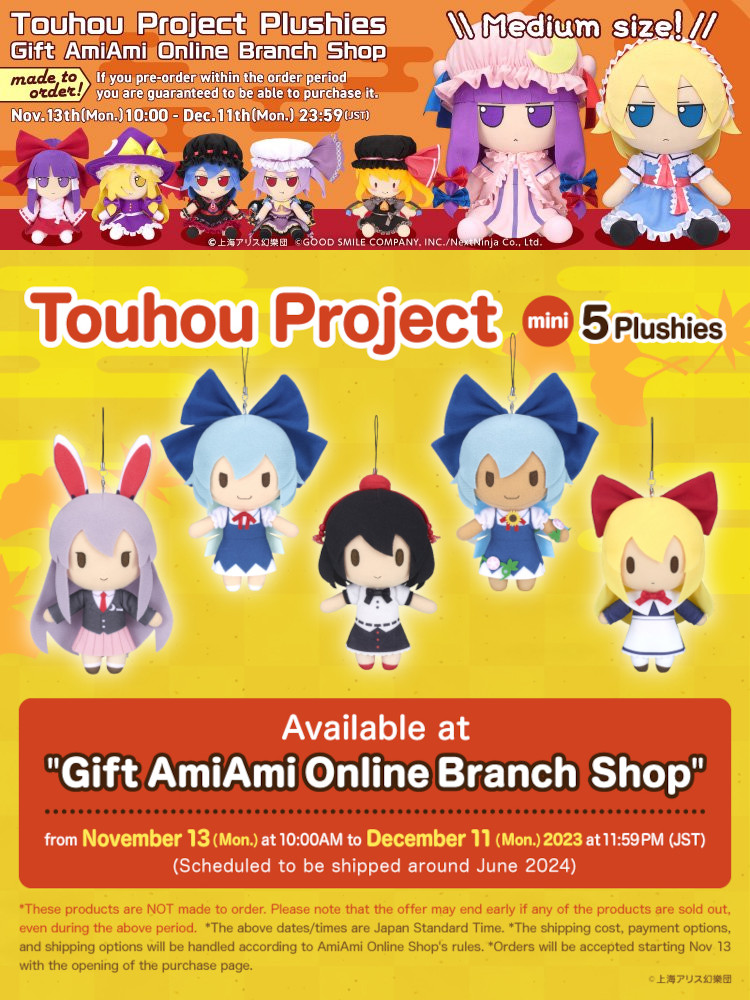 Touhou Project Plushies
Gift AmiAmi Online Branch Shop
\\ Medium size! //
made to order!
If you pre-order within the order period
you are guaranteed to be able to purchase it.
Nov.13th(Mon.) 10:00 - Dec.11th(Mon.) 23:59 (JST)
©上海アリス幻樂団 ©GOOD SMILE COMPANY, INC./NextNinja Co., Ltd.
Touhou Project mini 5 Plushies
Available at
"Gift AmiAmi Online Branch Shop"
from November 13 (Mon.) at 10:00AM to December 11 (Mon.) 2023 at 11:59PM (JST)
(Scheduled to be shipped around June 2024)
*These products are NOT made to order. Please note that the offer may end early if any of the products are sold out,
even during the above period. *The above dates/times are Japan Standard Time. *The shipping cost, payment options,
and shipping options will be handled according to AmiAmi Online Shop's rules. *Orders will be accepted starting Nov 13
with the opening of the purchase page.
©上海アリス幻樂団